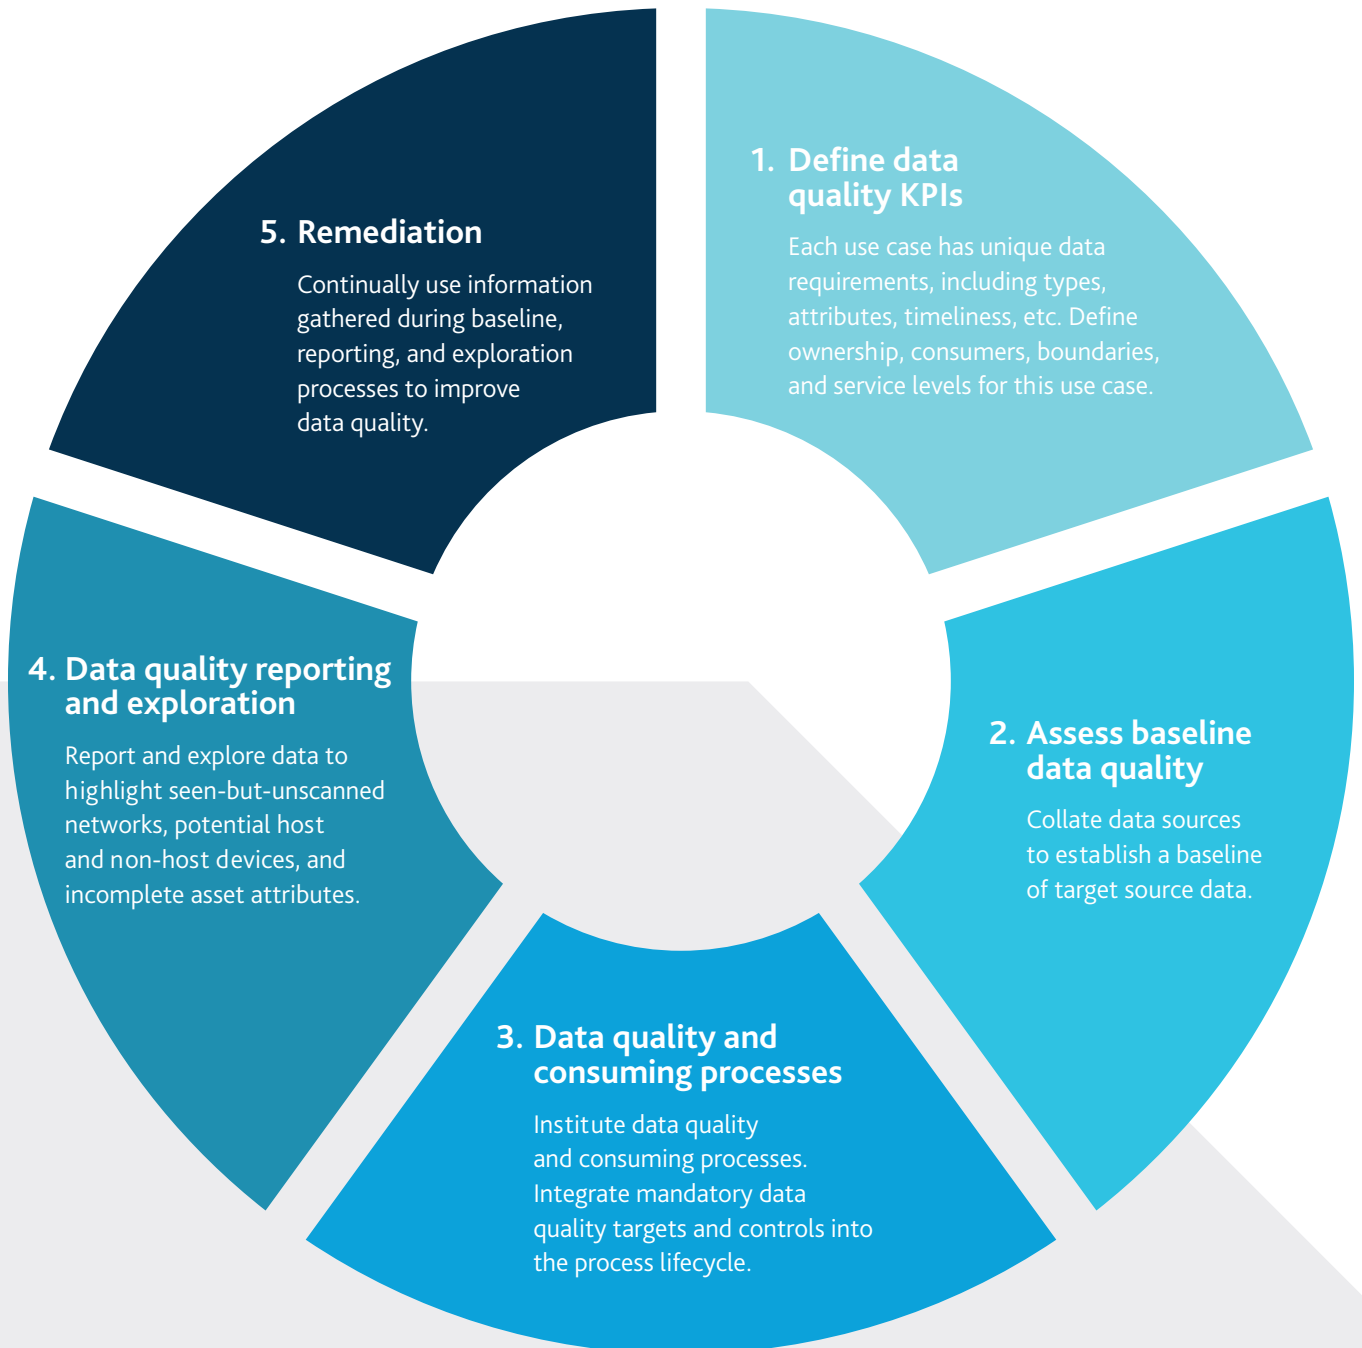 1. Define data
quality KPIs
Each use case has unique data
requirements, including types,
attributes, timeliness, etc. Define
ownership, consumers, boundaries,
and service levels for this use case.
2. Assess baseline
data quality
Collate data sources
to establish a baseline
of target source data.
3. Data quality and
consuming processes
Institute data quality
and consuming processes.
Integrate mandatory data
quality targets and controls into
the process lifecycle.
4. Data quality reporting
and exploration
Report and explore data to
highlight seen-but-unscanned
networks, potential host
and non-host devices, and
incomplete asset attributes.
5. Remediation
Continually use information
gathered during baseline,
reporting, and exploration
processes to improve
data quality.